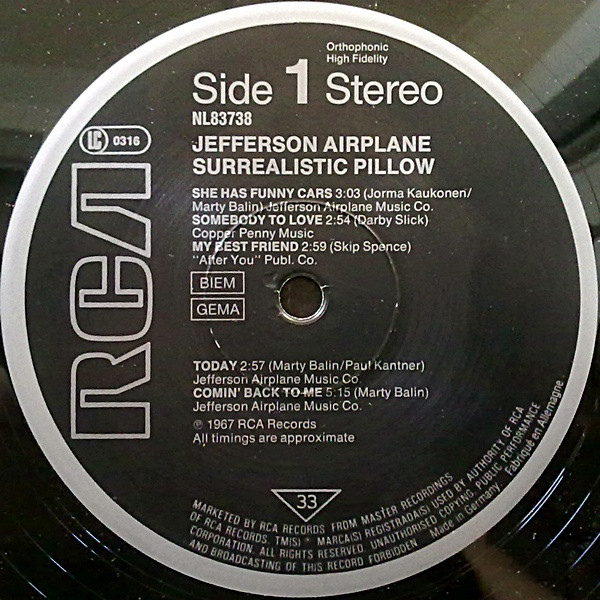 Orthophonic
High Fidelity
Side 1 Stereo
NL83738
LC 0316
RCA
JEFFERSON AIRPLANE
SURREALISTIC PILLOW
SHE HAS FUNNY CARS 3:03 (Jorma Kaukonen/
Marty Balin) Jefferson Airplane Music Co.
SOMEBODY TO LOVE 2:54 (Darby Slick)
Copper Penny Music
MY BEST FRIEND 2:59 (Skip Spence)
"After You" Publ. Co.
BIEM
GEMA
TODAY 2:57 (Marty Balin/Paul Kantner)
Jefferson Airplane Music Co.
COMIN' BACK TO ME 5:15 (Marty Balin)
Jefferson Airplane Music Co.
℗ 1967 RCA Records
All timings are approximate
33
MARKETED BY RCA RECORDS FROM MASTER RECORDINGS
OF RCA RECORDS. TM(S) ® MARCA(S) REGISTRADA(S) USED BY AUTHORITY OF RCA
CORPORATION. ALL RIGHTS RESERVED. UNAUTHORISED COPYING, PUBLIC PERFORMANCE
AND BROADCASTING OF THIS RECORD FORBIDDEN Made in Germany Fabriqué en Allemagne